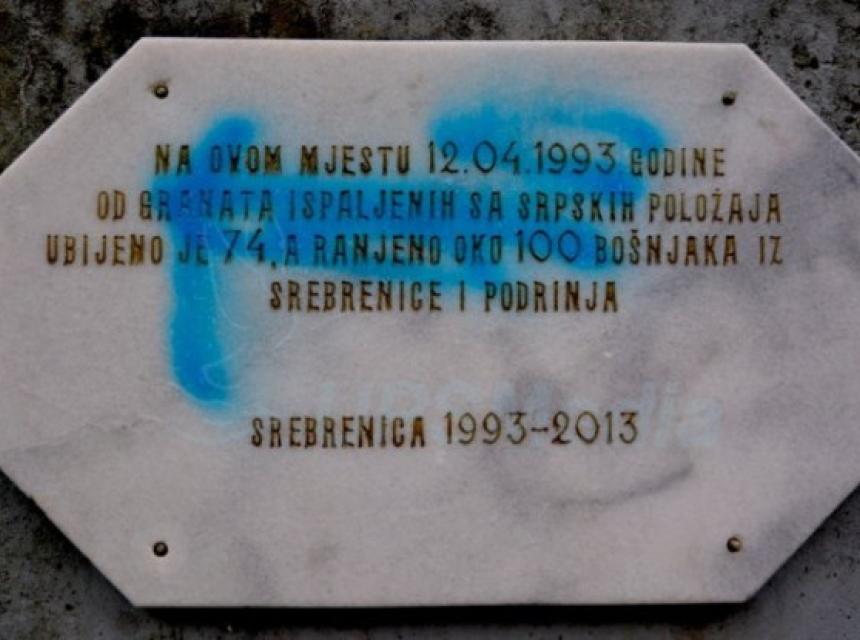 NA OVOM MJESTU 12.04.1993. GODINE
OD GRANATA ISPALJENIH SA SRPSKIH POLOŽAJA
UBIJENO JE 74, A RANJENO OKO 100 BOŠNJAKA IZ
SREBRENICE I PODRINJA
SREBRENICA 1993-2013